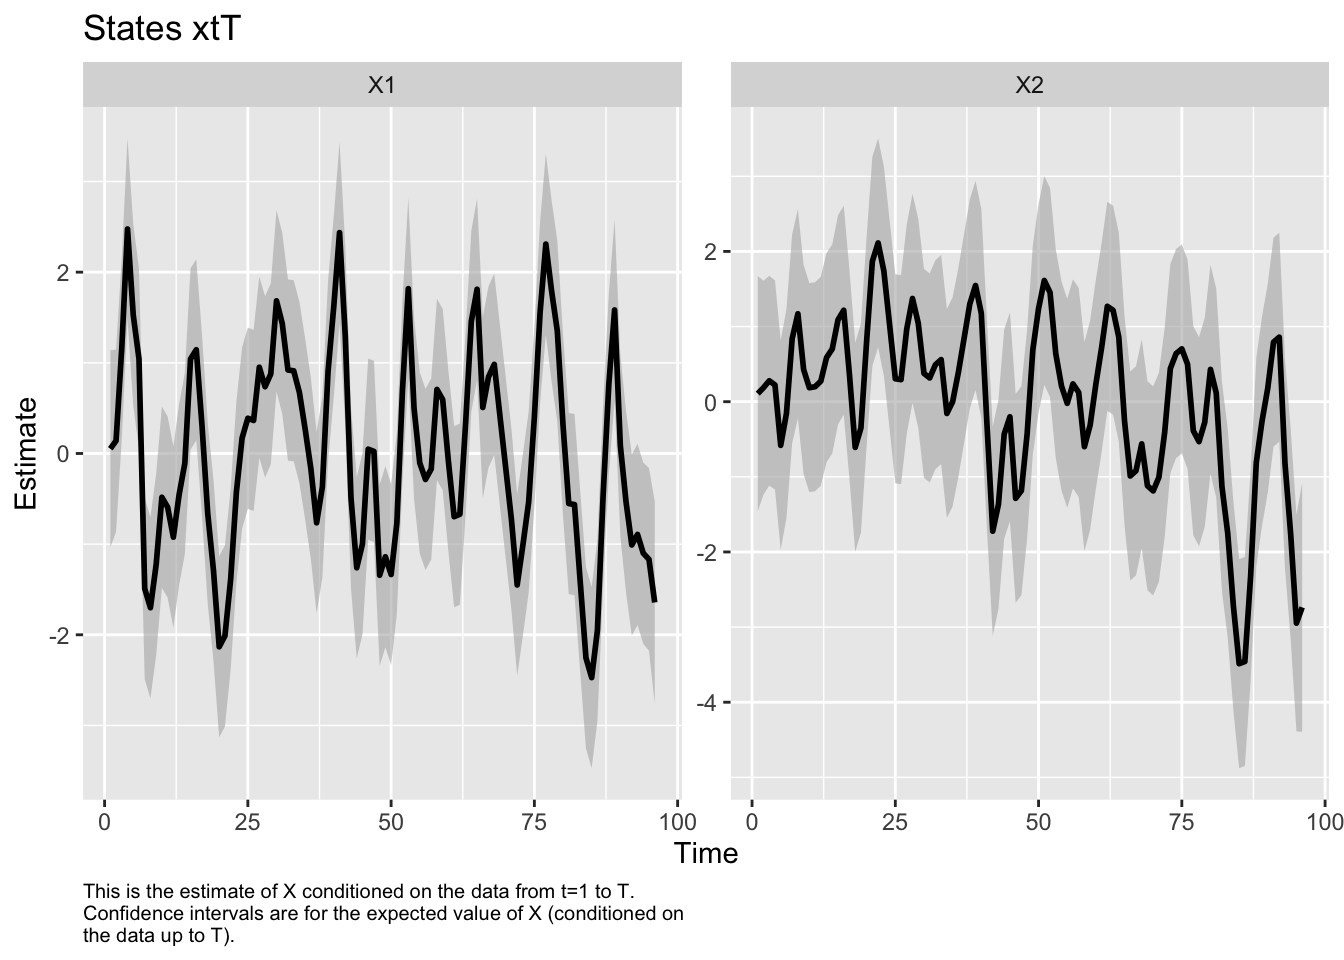 States xtT
X1
X2
Estimate
2
0
-2
2
0
-2
-4
0 25 50 75 100
0 25 50 75 100
Time
This is the estimate of X conditioned on the data from t=1 to T.
Confidence intervals are for the expected value of X (conditioned on
the data up to T).